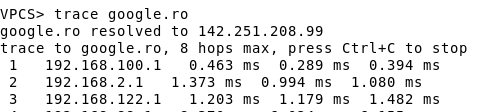 VPCS> trace google.ro
google.ro resolved to 142.251.208.99
trace to google.ro, 8 hops max, press Ctrl+C to stop
1 192.168.100.1 0.463 ms 0.289 ms 0.394 ms
2 192.168.2.1 1.373 ms 0.994 ms 1.080 ms
3 192.168.122.1 1.203 ms 1.179 ms 1.482 ms